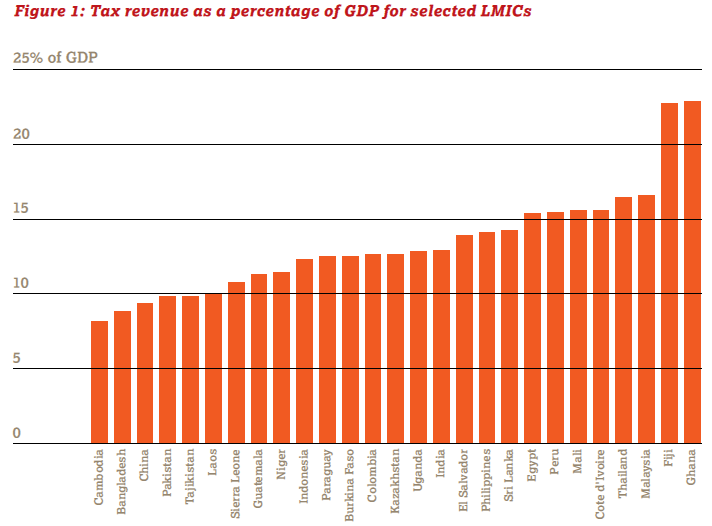 Figure 1: Tax revenue as a percentage of GDP for selected LMICs
25% of GDP
20
15
10
5
0
Cambodia
Bangladesh
China
Pakistan
Tajikistan
Laos
Sierra Leone
Guatemala
Niger
Indonesia
Paraguay
Burkina Paso
Colombia
Kazakhstan
Uganda
India
El Salvador
Philippines
Sri Lanka
Egypt
Peru
Mali
Cote d'Ivoire
Thailand
Malaysia
Fiji
Ghana